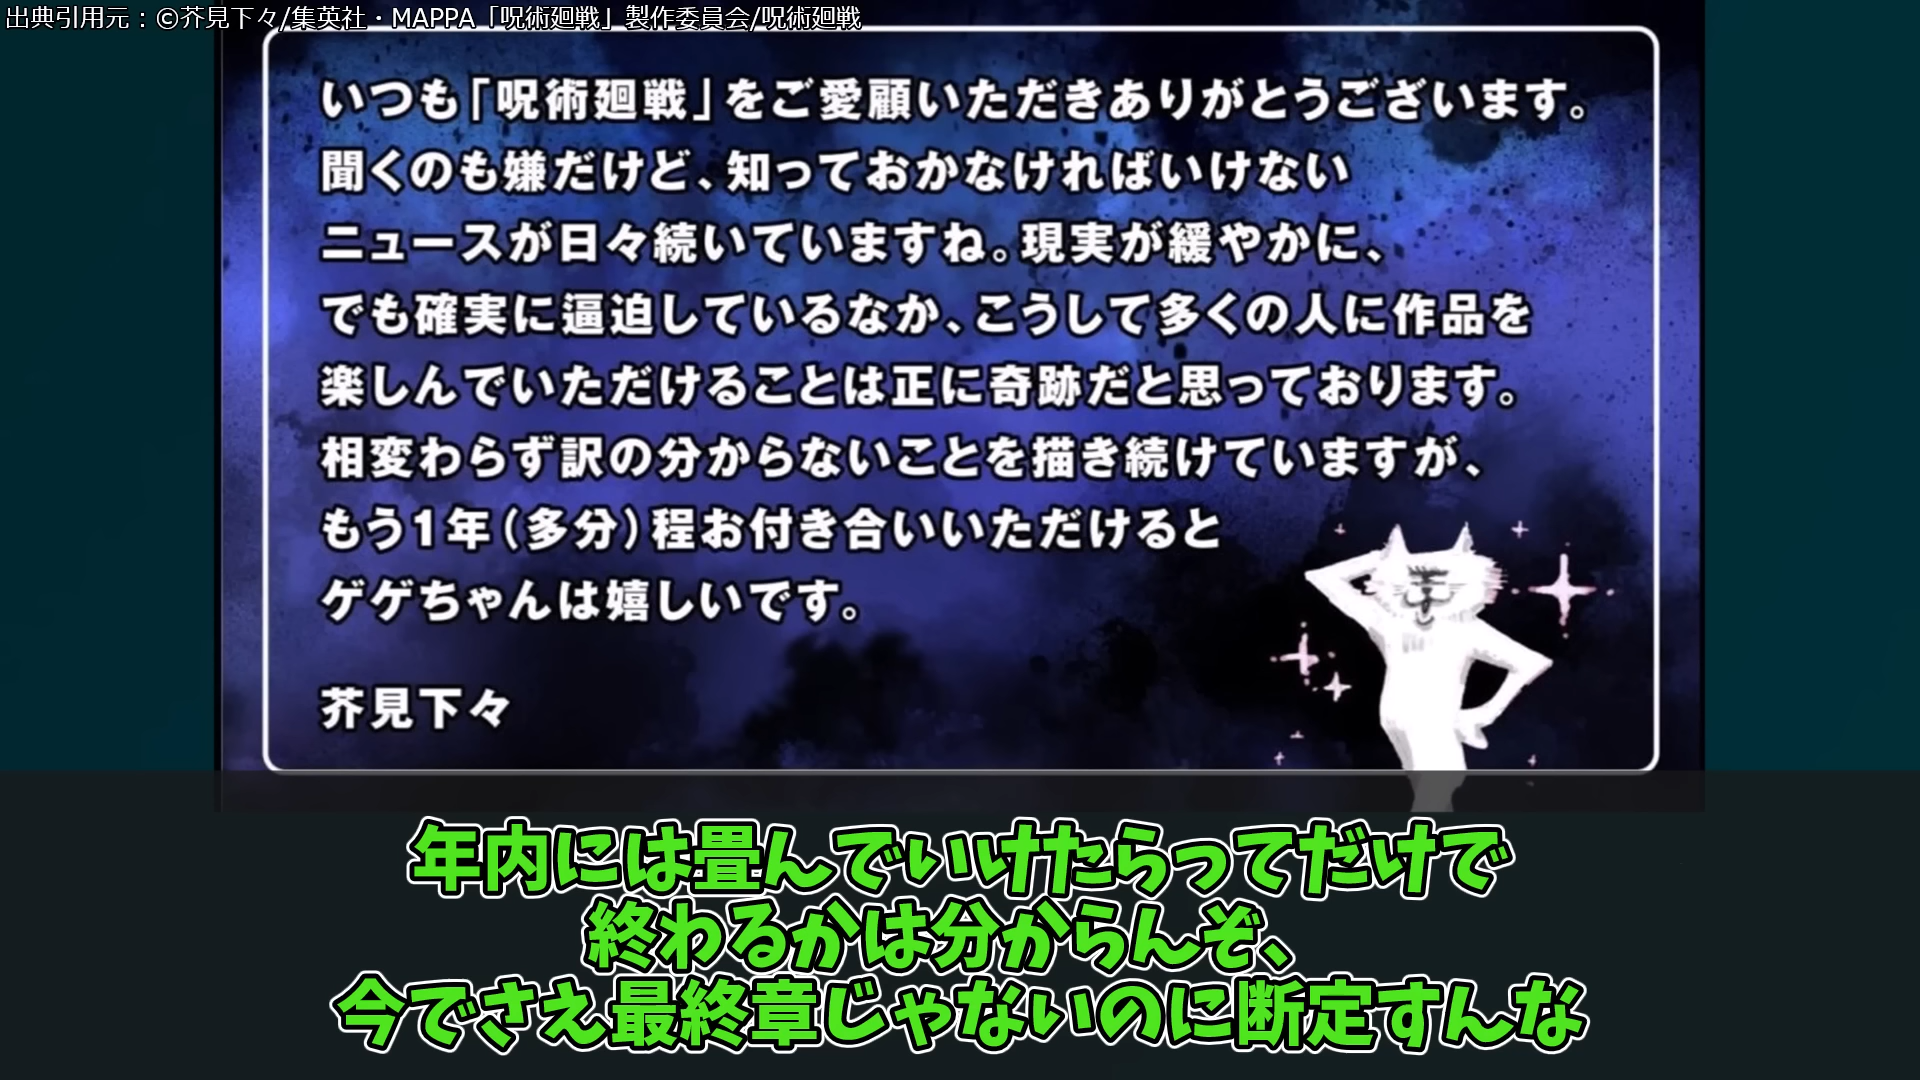 出典引用元：©芥見下々/集英社・MAPPA「呪術廻戦」製作委員会/呪術廻戦
いつも「呪術廻戦」をご愛顧いただきありがとうございます。
聞くのも嫌だけど、知っておかなければいけない
ニュースが日々続いていますね。現実が緩やかに、
でも確実に逼迫しているなか、こうして多くの人に作品を
楽しんでいただけることは正に奇跡だと思っております。
相変わらず訳の分からないことを描き続けていますが、
もう1年（多分）程お付き合いいただけると
ゲゲちゃんは嬉しいです。
芥見下々
年内には畳んでいけたらってだけで
終わるかは分からんぞ、
今でさえ最終章じゃないのに断定すんな